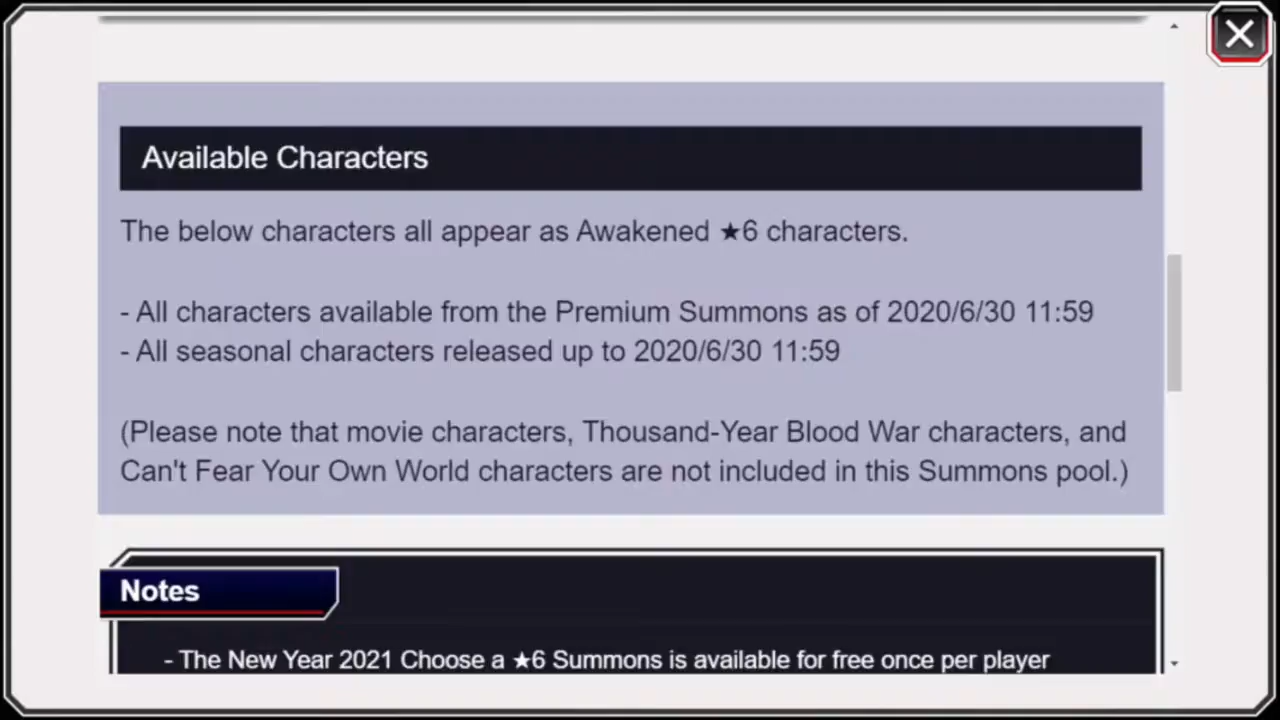 Available Characters
The below characters all appear as Awakened ★6 characters.
- All characters available from the Premium Summons as of 2020/6/30 11:59
- All seasonal characters released up to 2020/6/30 11:59
(Please note that movie characters, Thousand-Year Blood War characters, and
Can't Fear Your Own World characters are not included in this Summons pool.)
Notes
- The New Year 2021 Choose a ★6 Summons is available for free once per player